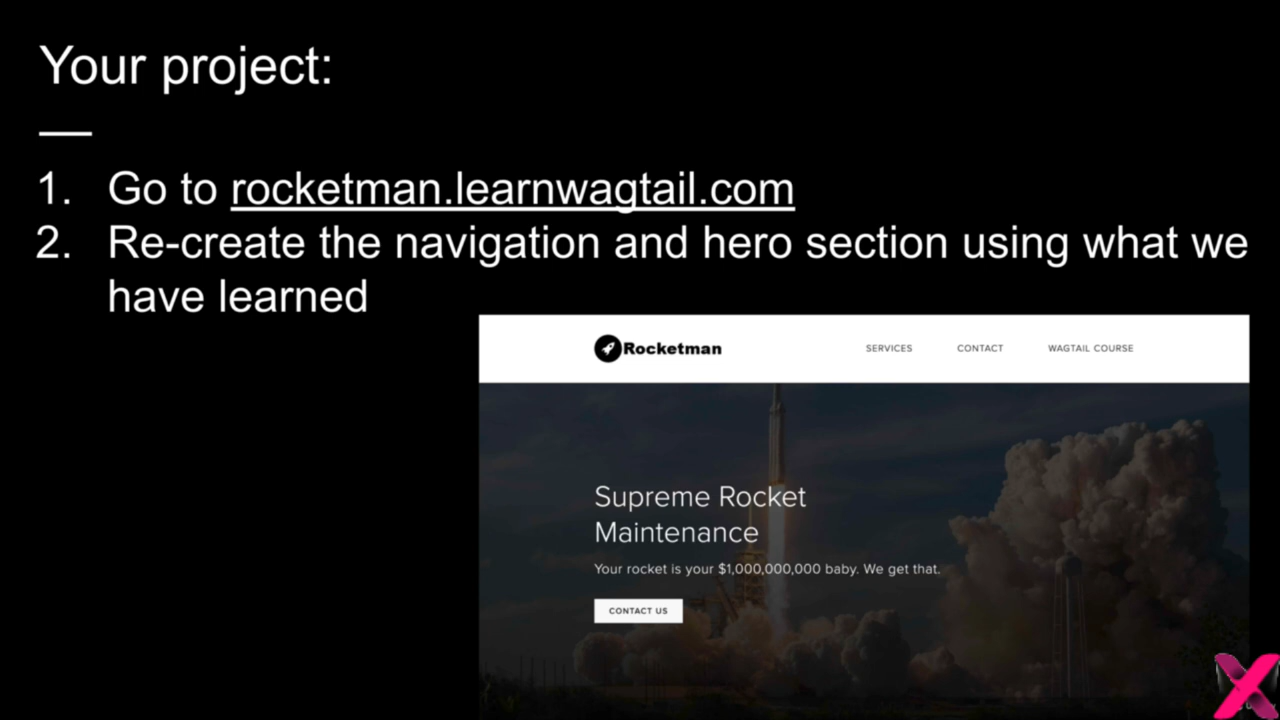 Your project:
1. Go to rocketman.learnwagtail.com
2. Re-create the navigation and hero section using what we
have learned
Rocketman SERVICES CONTACT WAGTAIL COURSE
Supreme Rocket
Maintenance
Your rocket is your $1,000,000,000 baby. We get that.
CONTACT US